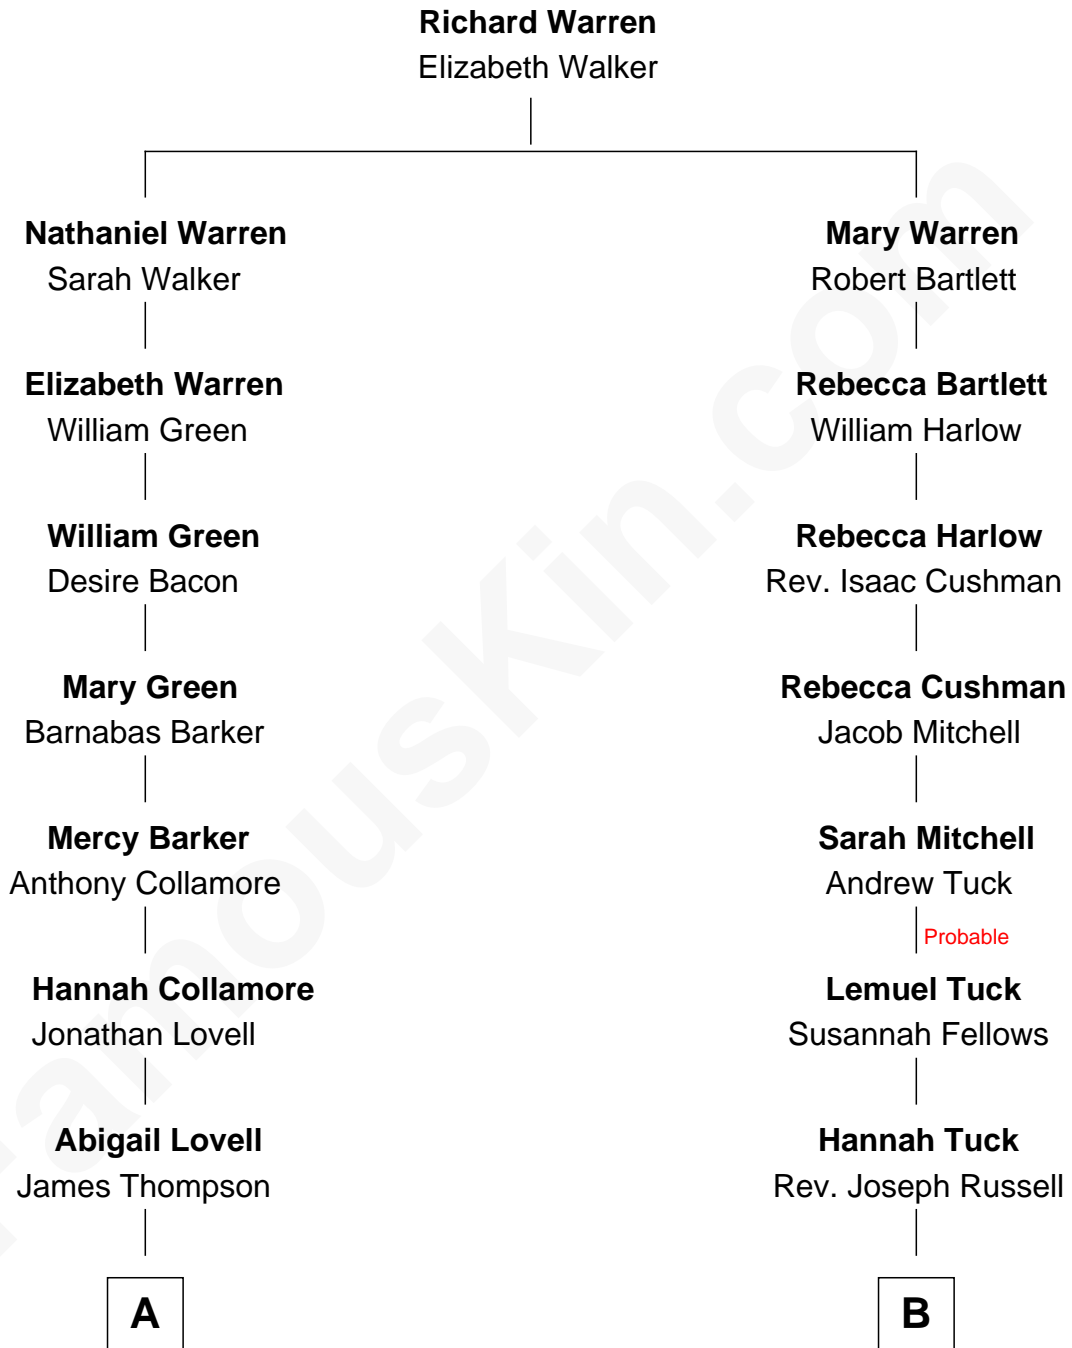 Richard Warren
Elizabeth Walker
Nathaniel Warren
Sarah Walker
Mary Warren
Robert Bartlett
Elizabeth Warren
William Green
Rebecca Bartlett
William Harlow
William Green
Desire Bacon
Rebecca Harlow
Rev. Isaac Cushman
Mary Green
Barnabas Barker
Rebecca Cushman
Jacob Mitchell
Mercy Barker
Anthony Collamore
Sarah Mitchell
Andrew Tuck
Probable
Hannah Collamore
Jonathan Lovell
Lemuel Tuck
Susannah Fellows
Abigail Lovell
James Thompson
Hannah Tuck
Rev. Joseph Russell
A
B
FamousKin.com